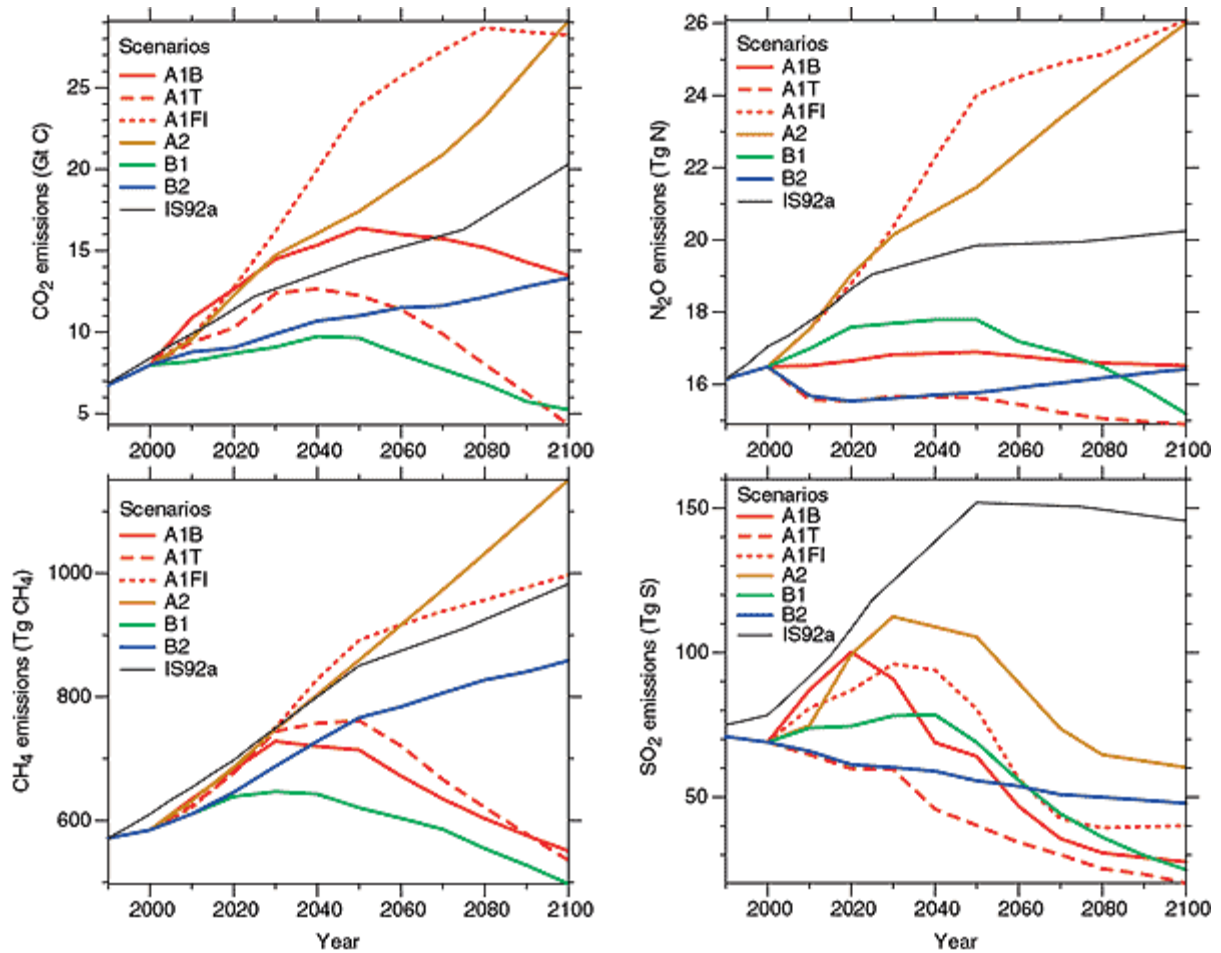 Scenarios
A1B
A1T
A1FI
A2
B1
B2
IS92a
CO2 emissions (Gt C)
25
20
15
10
5
2000 2020 2040 2060 2080 2100
Scenarios
A1B
A1T
A1FI
A2
B1
B2
IS92a
N2O emissions (Tg N)
26
24
22
20
18
16
2000 2020 2040 2060 2080 2100
Scenarios
A1B
A1T
A1FI
A2
B1
B2
IS92a
CH4 emissions (Tg CH4)
1000
800
600
2000 2020 2040 2060 2080 2100
Year
Scenarios
A1B
A1T
A1FI
A2
B1
B2
IS92a
SO2 emissions (Tg S)
150
100
50
2000 2020 2040 2060 2080 2100
Year